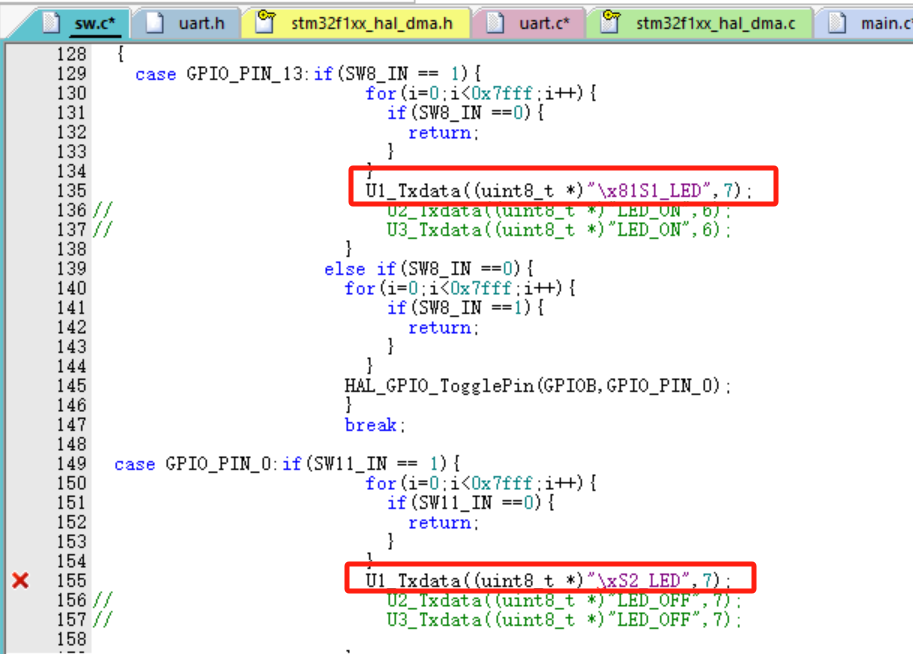 sw.c* uart.h stm32f1xx_hal_dma.h uart.c* stm32f1xx_hal_dma.c main.c
128 {
129 case GPIO_PIN_13:if(SW8_IN == 1){
130 for(i=0;i<0x7fff;i++){
131 if(SW8_IN ==0){
132 return;
133 }
134 }
135 U1_Txdata((uint8_t *)"\x81S1_LED",7);
136 // U2_Txdata((uint8_t *)"LED_ON",6);
137 // U3_Txdata((uint8_t *)"LED_ON",6);
138 }
139 else if(SW8_IN ==0){
140 for(i=0;i<0x7fff;i++){
141 if(SW8_IN ==1){
142 return;
143 }
144 }
145 HAL_GPIO_TogglePin(GPIOB,GPIO_PIN_0);
146 }
147 break;
148
149 case GPIO_PIN_0:if(SW11_IN == 1){
150 for(i=0;i<0x7fff;i++){
151 if(SW11_IN ==0){
152 return;
153 }
154 }
155 U1_Txdata((uint8_t *)"\xS2_LED",7);
156 // U2_Txdata((uint8_t *)"LED_OFF",7);
157 // U3_Txdata((uint8_t *)"LED_OFF",7);
158